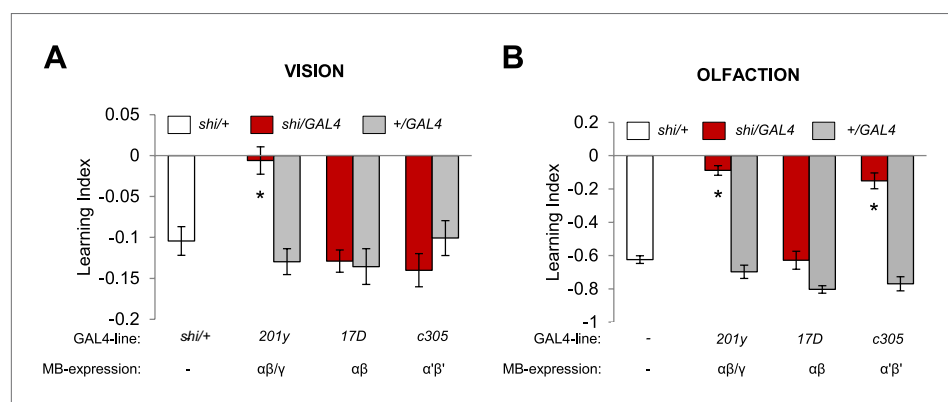 A
VISION
0.05
0
-0.05
-0.1
-0.15
-0.2
Learning Index
shi/+ shi/GAL4 +/GAL4
*
GAL4-line: shi/+ 201y 17D c305
MB-expression: - αβ/γ αβ α'β'
B
OLFACTION
0.2
0
-0.2
-0.4
-0.6
-0.8
-1
Learning Index
shi/+ shi/GAL4 +/GAL4
* *
GAL4-line: - 201y 17D c305
MB-expression: - αβ/γ αβ α'β'